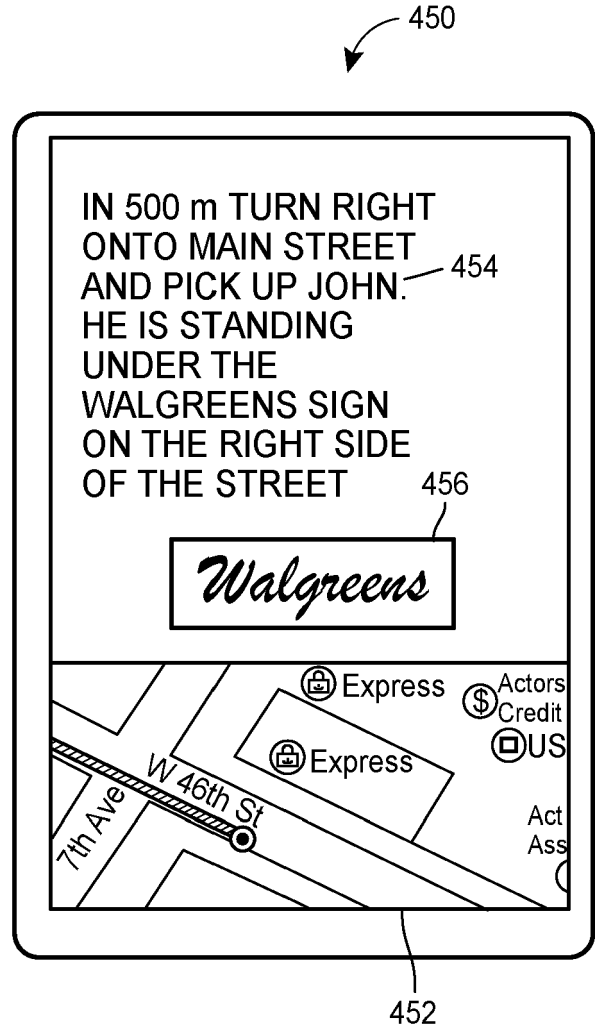 450
IN 500 m TURN RIGHT
ONTO MAIN STREET
AND PICK UP JOHN.
454
HE IS STANDING
UNDER THE
WALGREENS SIGN
ON THE RIGHT SIDE
OF THE STREET
456
Walgreens
Express
Actors
Credit
$
US
Express
W 46th St
7th Ave
Act
Ass
452